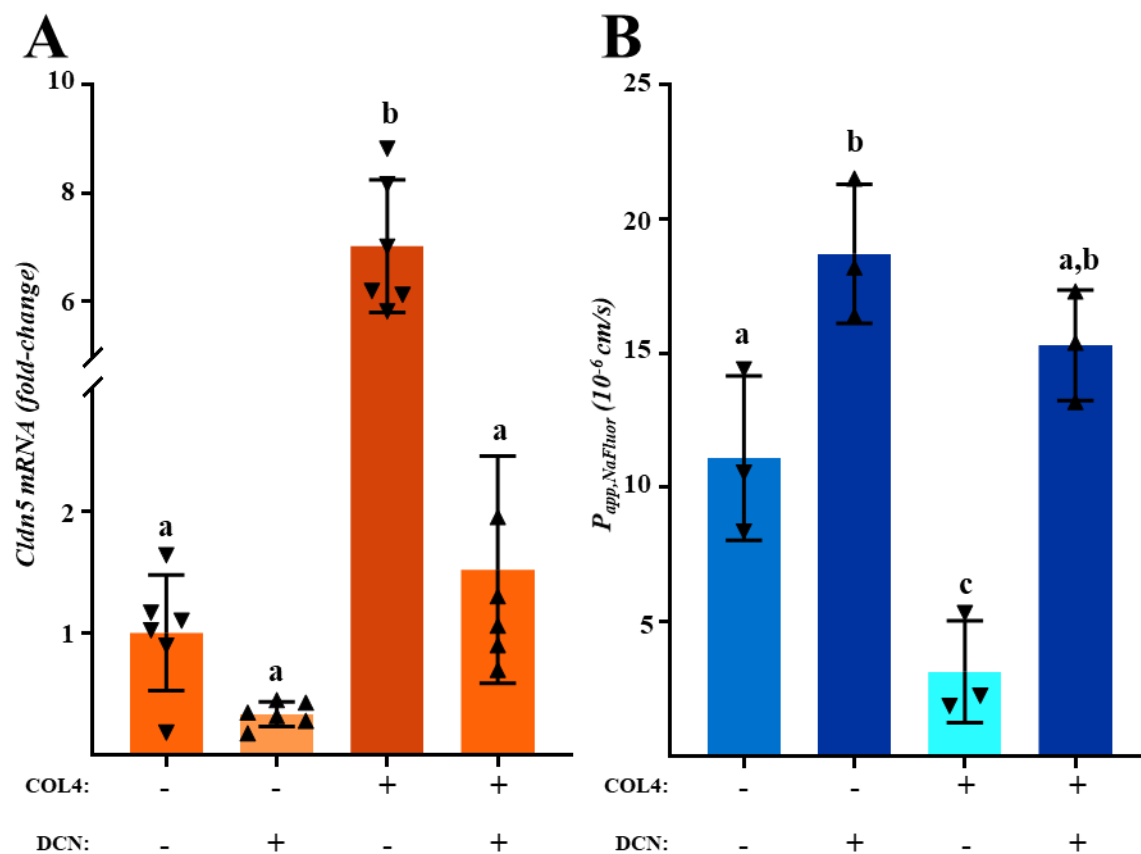 A
Cldn5 mRNA (fold-change)
10
8
6
2
1
a
a
b
a
COL4: - - + +
DCN: - + - +
B
P_app,NaFluor (10⁻⁶ cm/s)
25
20
15
10
5
a
b
c
a,b
COL4: - - + +
DCN: - + - +